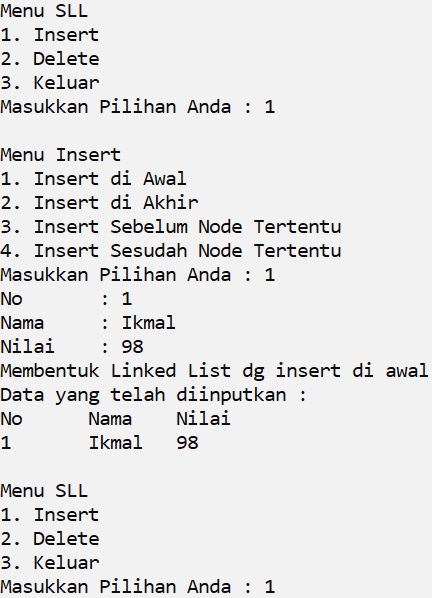 Menu SLL
1. Insert
2. Delete
3. Keluar
Masukkan Pilihan Anda : 1

Menu Insert
1. Insert di Awal
2. Insert di Akhir
3. Insert Sebelum Node Tertentu
4. Insert Sesudah Node Tertentu
Masukkan Pilihan Anda : 1
No       : 1
Nama     : Ikmal
Nilai    : 98
Membentuk Linked List dg insert di awal
Data yang telah diinputkan :
No      Nama    Nilai
1       Ikmal   98

Menu SLL
1. Insert
2. Delete
3. Keluar
Masukkan Pilihan Anda : 1